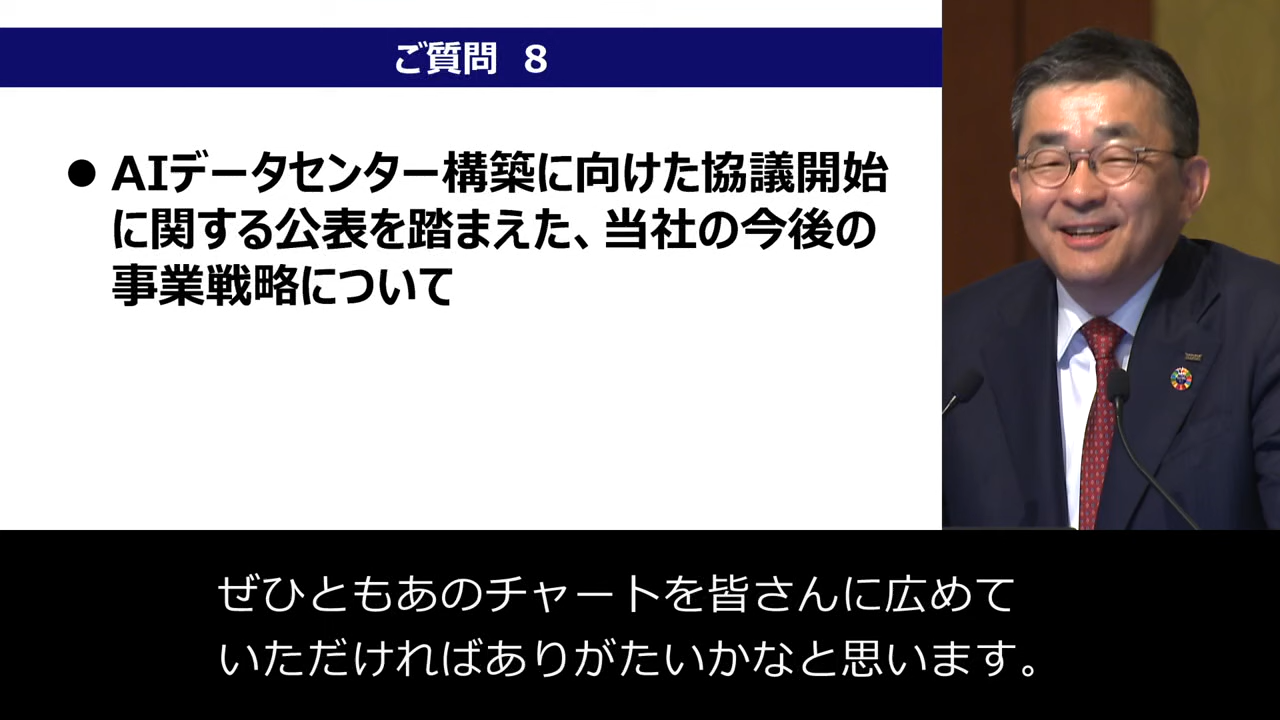 ご質問 8
● AIデータセンター構築に向けた協議開始
に関する公表を踏まえた、当社の今後の
事業戦略について
ぜひともあのチャートを皆さんに広めて
いただければありがたいかなと思います。